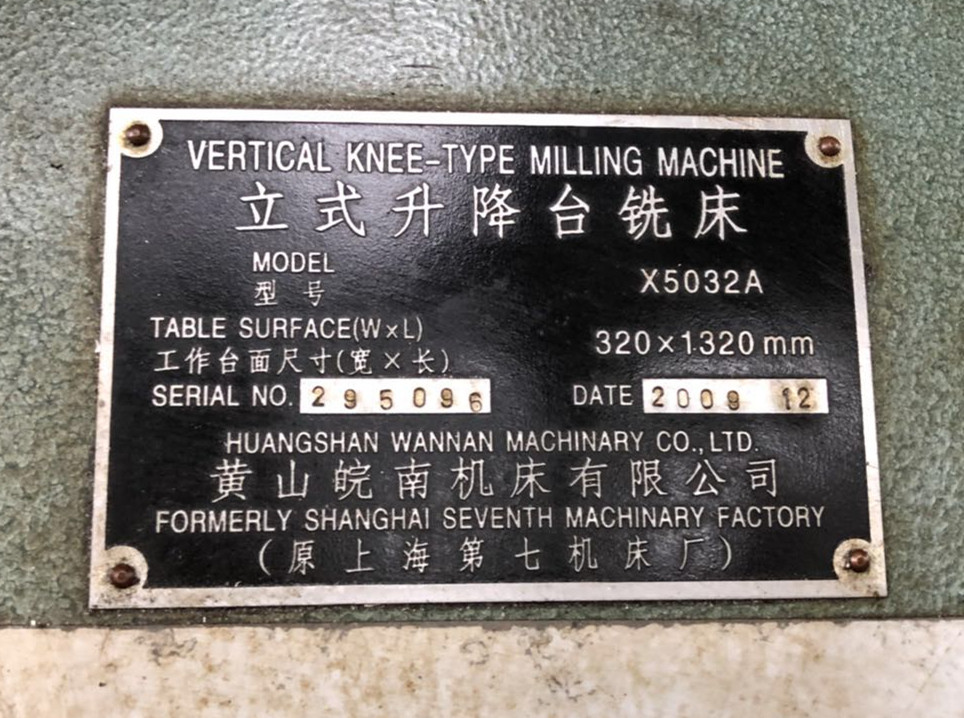 VERTICAL KNEE-TYPE MILLING MACHINE
立式升降台铣床
MODEL X5032A
型号
TABLE SURFACE(W×L) 320×1320mm
工作台面尺寸(宽×长)
SERIAL NO. 295096 DATE 2009 12
HUANGSHAN WANNAN MACHINARY CO.,LTD.
黄山皖南机床有限公司
FORMERLY SHANGHAI SEVENTH MACHINARY FACTORY
(原上海第七机床厂)